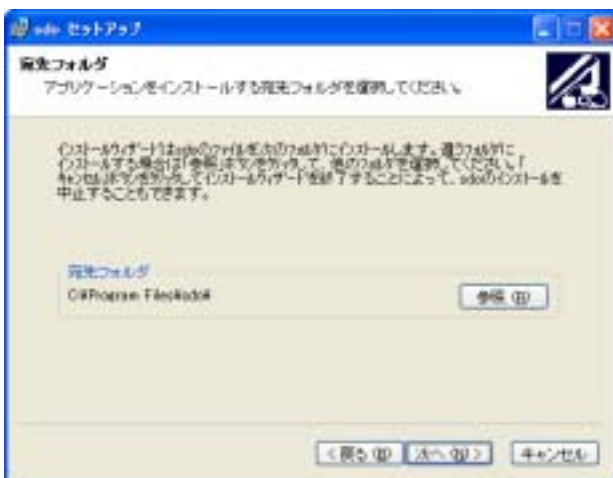 sdo セットアップ
宛先フォルダ
アプリケーションをインストールする宛先フォルダを選択してください。
インストールウィザードはsdoのファイルを次のフォルダにインストールします。違うフォルダに
インストールする場合は「参照」ボタンをクリックして、他のフォルダを選択してください。「
キャンセル」ボタンをクリックしてインストールウィザードを終了することによって、sdoのインストールを
中止することもできます。
宛先フォルダ
C:¥Program Files¥sdo¥
参照 (R)
< 戻る (B)
次へ (N) >
キャンセル